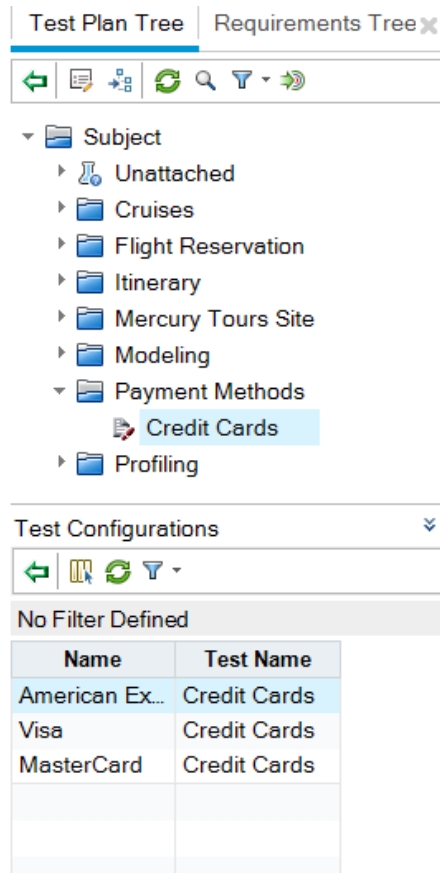 Test Plan Tree Requirements Tree
Subject
Unattached
Cruises
Flight Reservation
Itinerary
Mercury Tours Site
Modeling
Payment Methods
Credit Cards
Profiling
Test Configurations
No Filter Defined
Name Test Name
American Ex... Credit Cards
Visa Credit Cards
MasterCard Credit Cards